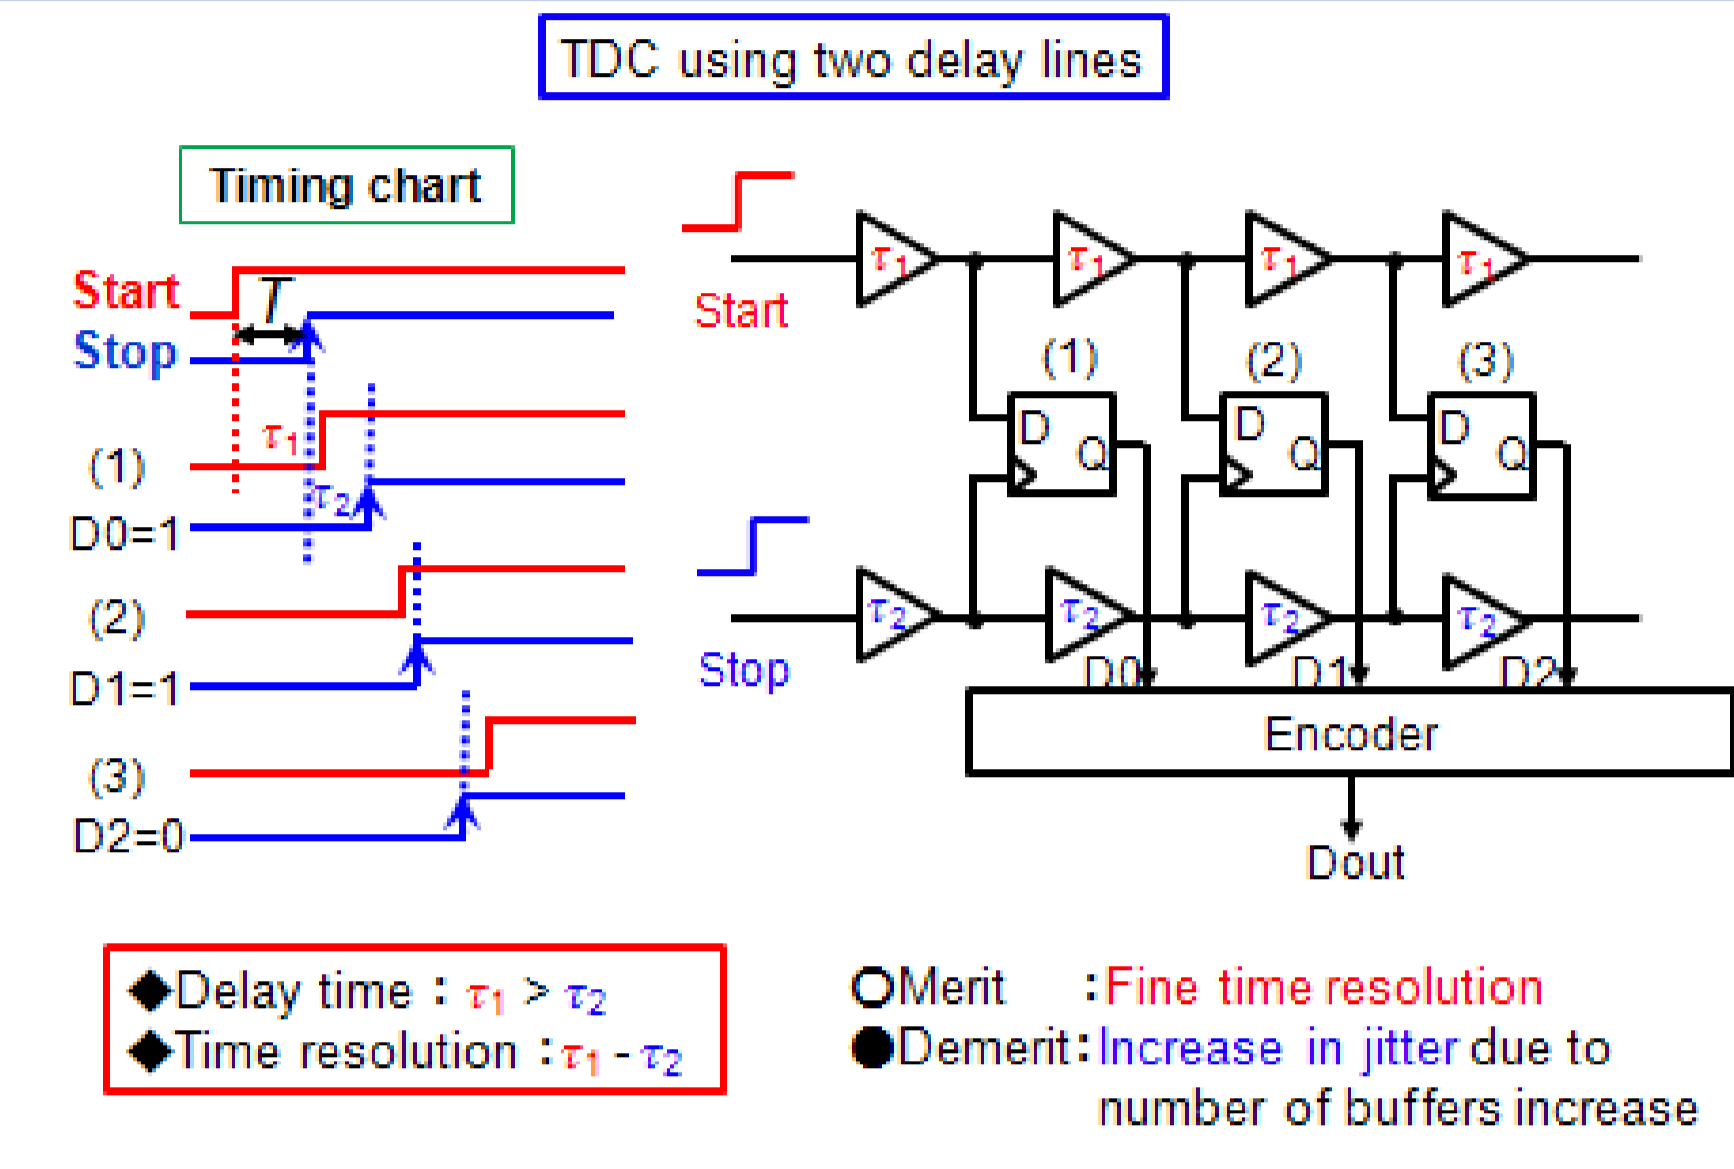 TDC using two delay lines
Timing chart
Start
T
Stop
τ1
(1)
τ2
D0=1
(2)
D1=1
(3)
D2=0
τ1 τ1 τ1 τ1
Start
(1) (2) (3)
D Q D Q D Q
τ2 τ2 τ2 τ2
Stop
D0 D1 D2
Encoder
Dout
◆Delay time : τ1 > τ2
◆Time resolution :τ1 - τ2
○Merit :Fine time resolution
●Demerit:Increase in jitter due to
number of buffers increase